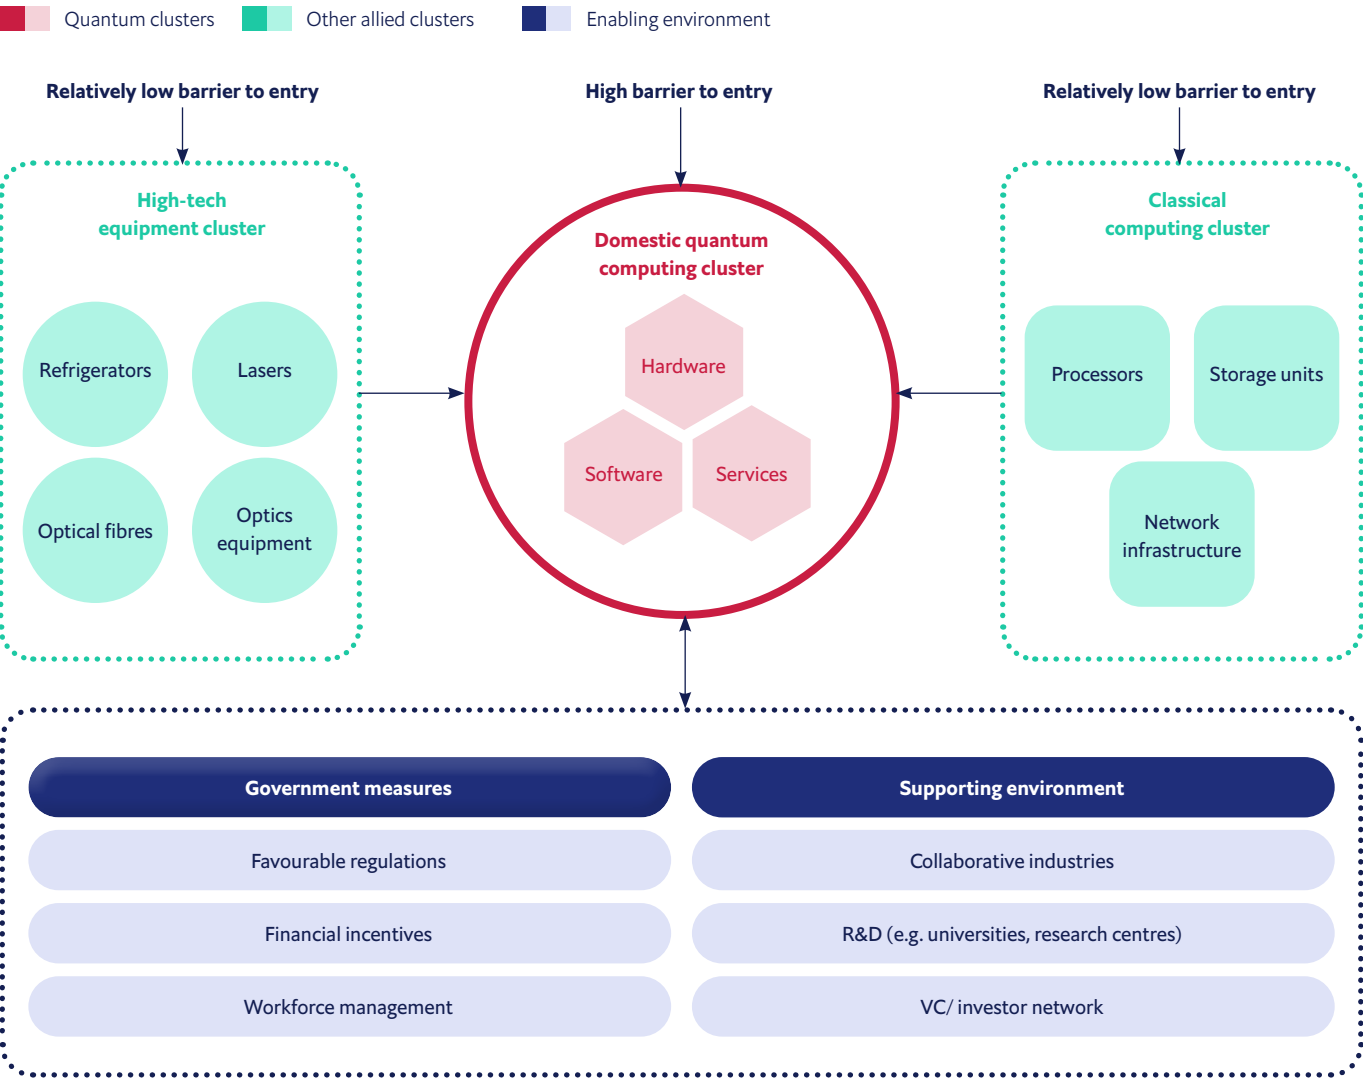 Quantum clusters
Other allied clusters
Enabling environment
Relatively low barrier to entry
High barrier to entry
Relatively low barrier to entry
High-tech
equipment cluster
Refrigerators
Lasers
Optical fibres
Optics
equipment
Domestic quantum
computing cluster
Hardware
Software
Services
Classical
computing cluster
Processors
Storage units
Network
infrastructure
Government measures
Favourable regulations
Financial incentives
Workforce management
Supporting environment
Collaborative industries
R&D (e.g. universities, research centres)
VC/ investor network